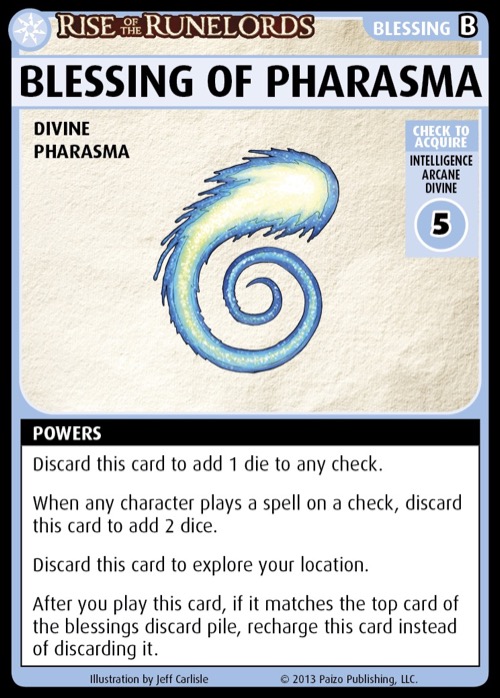 RISE OF THE RUNELORDS
BLESSING B
BLESSING OF PHARASMA
DIVINE
PHARASMA
CHECK TO
ACQUIRE
INTELLIGENCE
ARCANE
DIVINE
5
POWERS
Discard this card to add 1 die to any check.
When any character plays a spell on a check, discard
this card to add 2 dice.
Discard this card to explore your location.
After you play this card, if it matches the top card of
the blessings discard pile, recharge this card instead
of discarding it.
Illustration by Jeff Carlisle © 2013 Paizo Publishing, LLC.